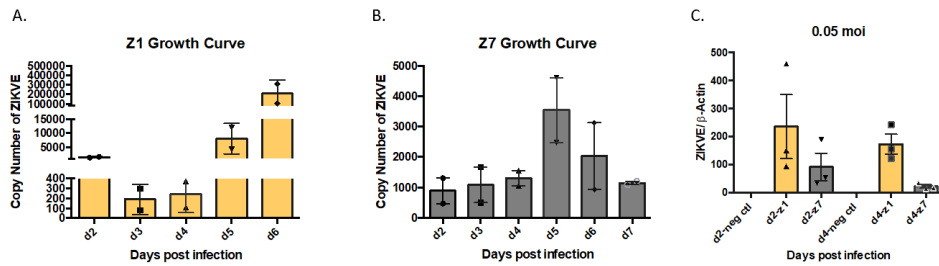 A.
Z1 Growth Curve
Copy Number of ZIKVE
500000
400000
300000
200000
100000
15000
5000
400
300
200
100
0
d2 d3 d4 d5 d6
Days post infection
B.
Z7 Growth Curve
Copy Number of ZIKVE
5000
4000
3000
2000
1000
0
d2 d3 d4 d5 d6 d7
Days post infection
C.
0.05 moi
ZIKVE/ β-Actin
500
400
300
200
100
0
d2-neg ctl d2-z1 d2-z7 d4-neg ctl d4-z1 d4-z7
Days post infection